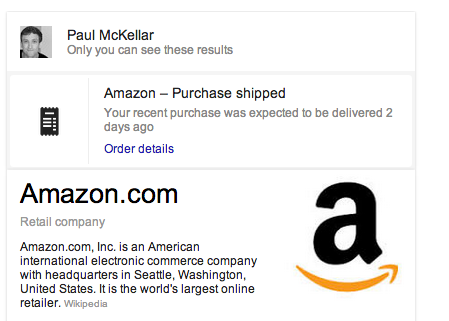 Paul McKellar
Only you can see these results
Amazon – Purchase shipped
Your recent purchase was expected to be delivered 2
days ago
Order details
Amazon.com
Retail company
Amazon.com, Inc. is an American
international electronic commerce company
with headquarters in Seattle, Washington,
United States. It is the world's largest online
retailer. Wikipedia
a